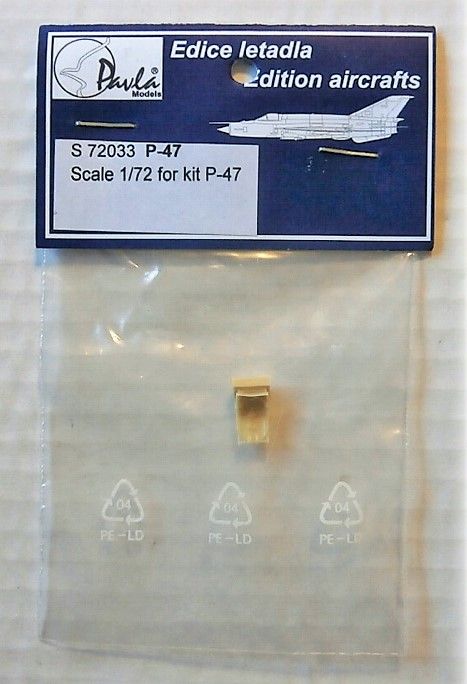 Pavla
Models
Edice letadla
Edition aircrafts
S 72033 P-47
Scale 1/72 for kit P-47
04 04 04
PE-LD PE-LD PE-LD